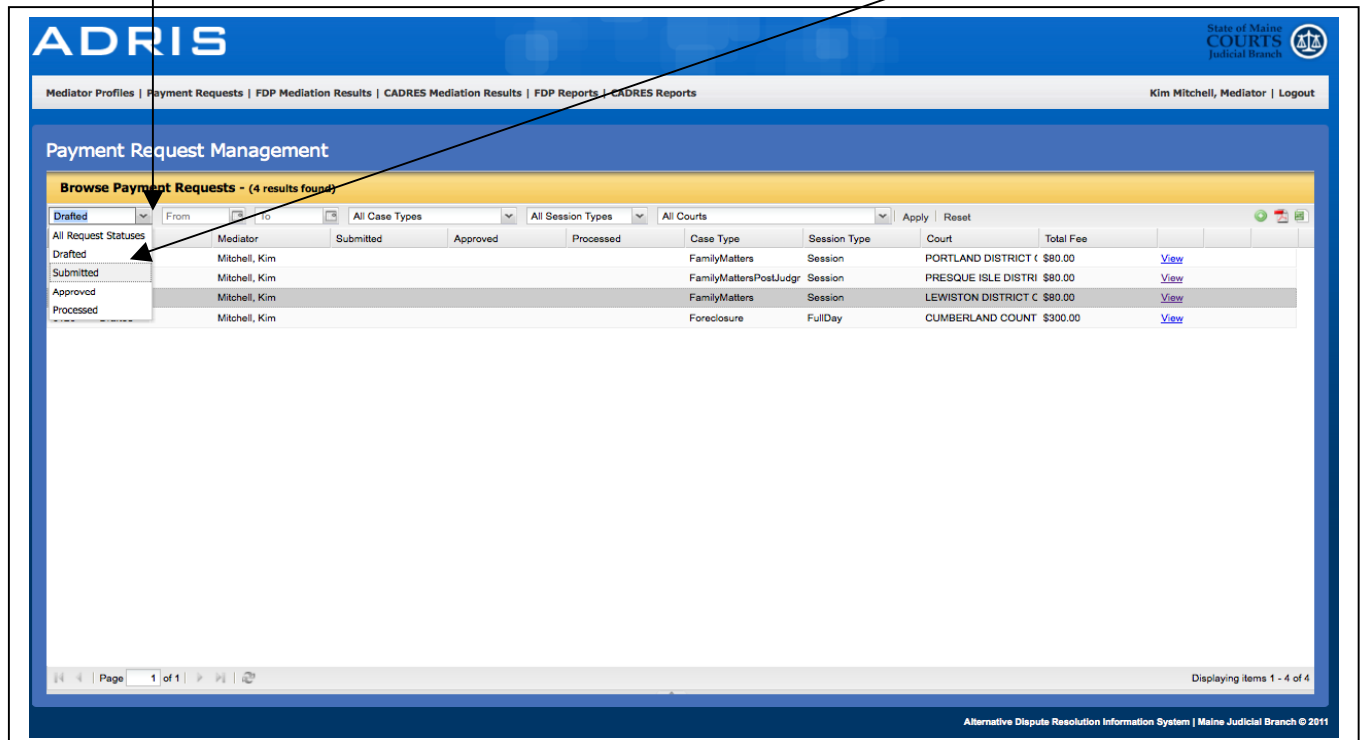 ADRIS
State of Maine
COURTS
Judicial Branch
Mediator Profiles | Payment Requests | FDP Mediation Results | CADRES Mediation Results | FDP Reports | CADRES Reports Kim Mitchell, Mediator | Logout
Payment Request Management
Browse Payment Requests - (4 results found)
Drafted From To All Case Types All Session Types All Courts Apply | Reset
All Request Statuses Mediator Submitted Approved Processed Case Type Session Type Court Total Fee
Drafted Mitchell, Kim FamilyMatters Session PORTLAND DISTRICT $80.00 View
Submitted Mitchell, Kim FamilyMattersPostJudgr Session PRESQUE ISLE DISTRI $80.00 View
Approved Mitchell, Kim FamilyMatters Session LEWISTON DISTRICT C $80.00 View
Processed Mitchell, Kim Foreclosure FullDay CUMBERLAND COUNT $300.00 View
Page 1 of 1 Displaying items 1 - 4 of 4
Alternative Dispute Resolution Information System | Maine Judicial Branch © 2011